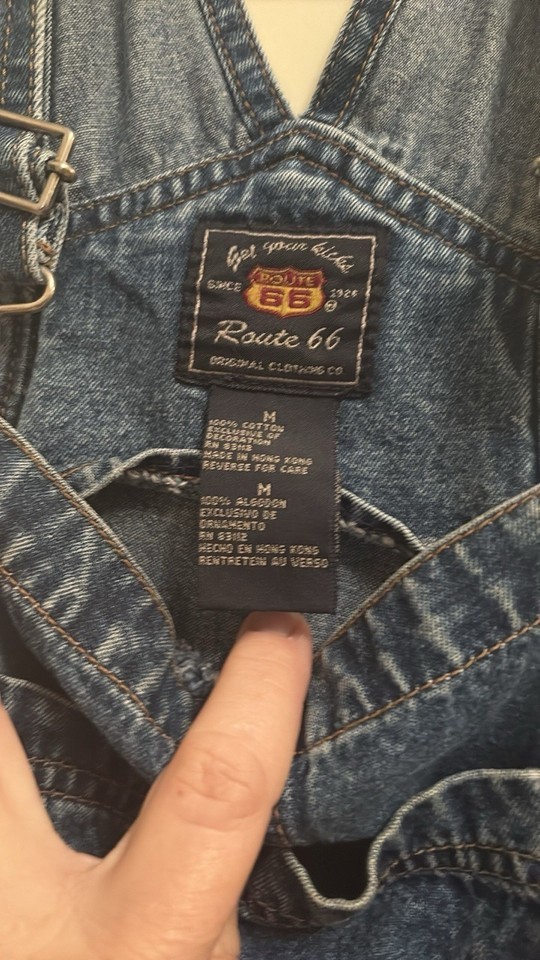 Get your kicks
SINCE ROUTE 66 1926
Route 66
ORIGINAL CLOTHING CO
M
100% COTTON
EXCLUSIVE OF
DECORATION
RN 83112
MADE IN HONG KONG
REVERSE FOR CARE
M
100% ALGODON
EXCLUSIVO DE
ORNAMENTO
RN 83112
HECHO EN HONG KONG
RENTRETEIN AU VERSO